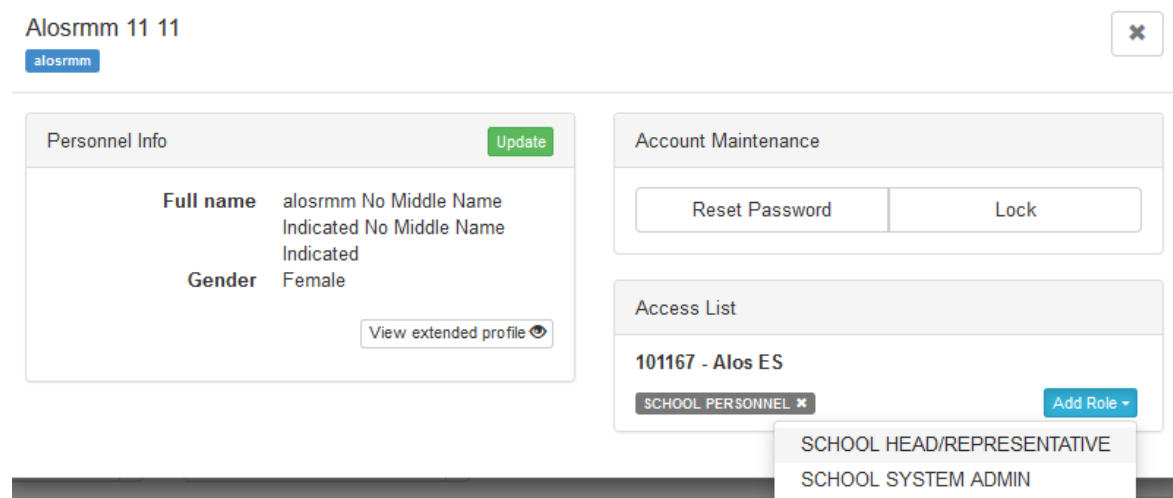 Alosrmm 11 11
alosrmm
Personnel Info
Update
Full name alosrmm No Middle Name
Indicated No Middle Name
Indicated
Gender Female
View extended profile
Account Maintenance
Reset Password
Lock
Access List
101167 - Alos ES
SCHOOL PERSONNEL
Add Role
SCHOOL HEAD/REPRESENTATIVE
SCHOOL SYSTEM ADMIN